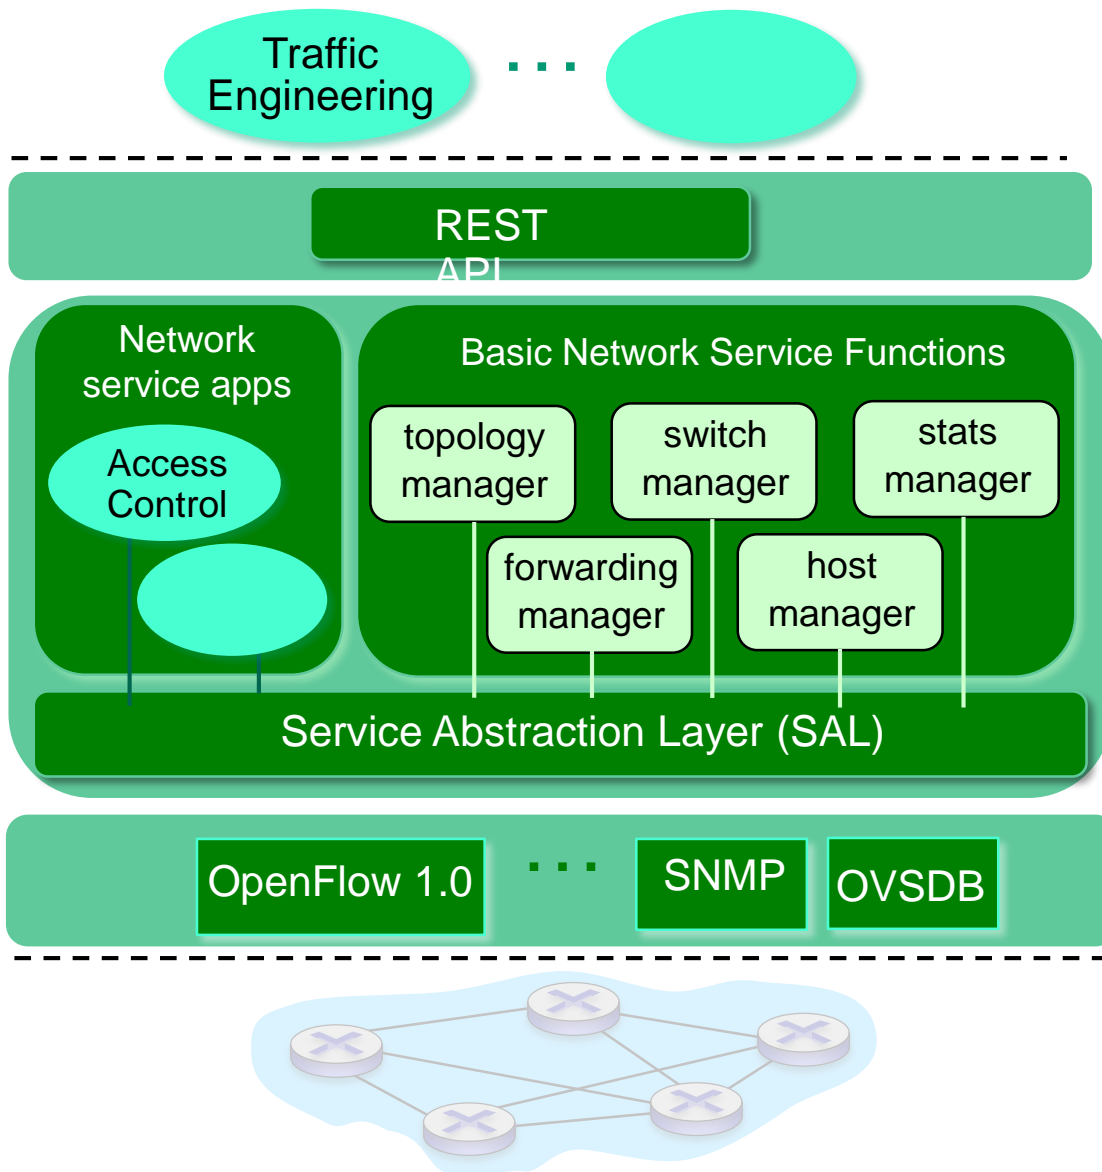 Traffic
Engineering
REST
API
Network
service apps
Basic Network Service Functions
topology
manager
switch
manager
stats
manager
Access
Control
forwarding
manager
host
manager
Service Abstraction Layer (SAL)
OpenFlow 1.0
SNMP
OVSDB